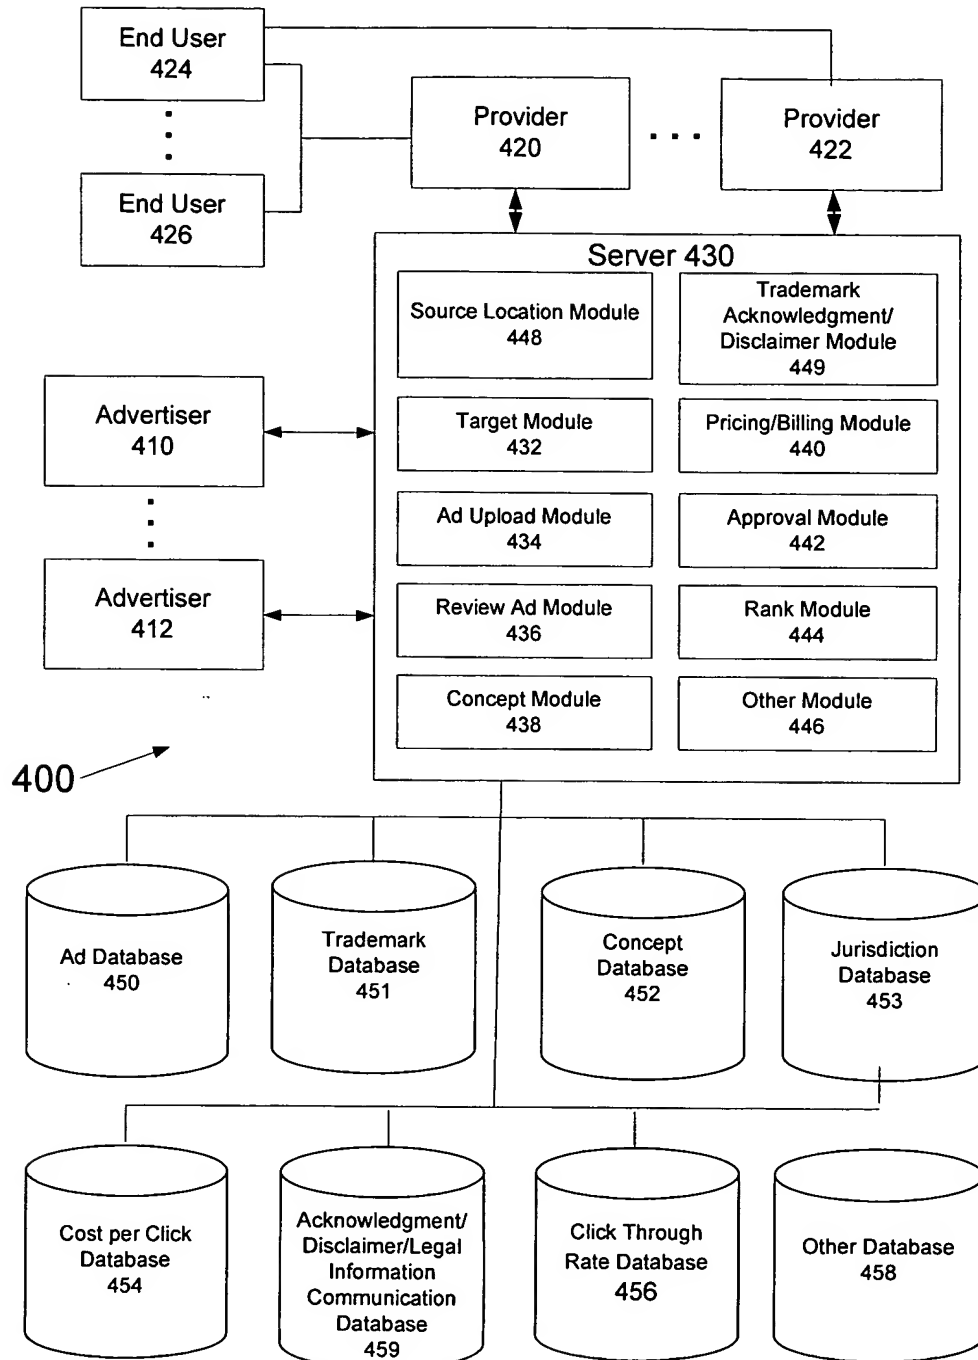 End User
424
End User
426
Provider
420
Provider
422
Server 430
Source Location Module
448
Trademark
Acknowledgment/
Disclaimer Module
449
Advertiser
410
Target Module
432
Pricing/Billing Module
440
Ad Upload Module
434
Approval Module
442
Advertiser
412
Review Ad Module
436
Rank Module
444
Concept Module
438
Other Module
446
400
Ad Database
450
Trademark
Database
451
Concept
Database
452
Jurisdiction
Database
453
Cost per Click
Database
454
Acknowledgment/
Disclaimer/Legal
Information
Communication
Database
459
Click Through
Rate Database
456
Other Database
458